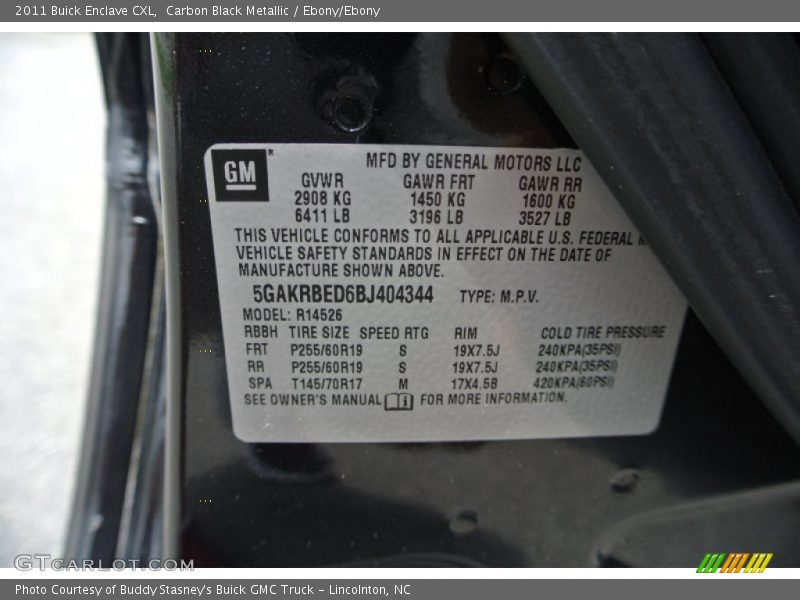 2011 Buick Enclave CXL,  Carbon Black Metallic / Ebony/Ebony
GM
MFD BY GENERAL MOTORS LLC
GVWR GAWR FRT GAWR RR
2908 KG 1450 KG 1600 KG
6411 LB 3196 LB 3527 LB
THIS VEHICLE CONFORMS TO ALL APPLICABLE U.S. FEDERAL
VEHICLE SAFETY STANDARDS IN EFFECT ON THE DATE OF
MANUFACTURE SHOWN ABOVE.
5GAKRBED6BJ404344 TYPE: M.P.V.
MODEL: R14526
RBBH TIRE SIZE SPEED RTG RIM COLD TIRE PRESSURE
FRT P255/60R19 S 19X7.5J 240KPA(35PSI)
RR P255/60R19 S 19X7.5J 240KPA(35PSI)
SPA T145/70R17 M 17X4.5B 420KPA(60PSI)
SEE OWNER'S MANUAL FOR MORE INFORMATION.
GTCarLot.com
Photo Courtesy of Buddy Stasney's Buick GMC Truck – Lincolnton, NC